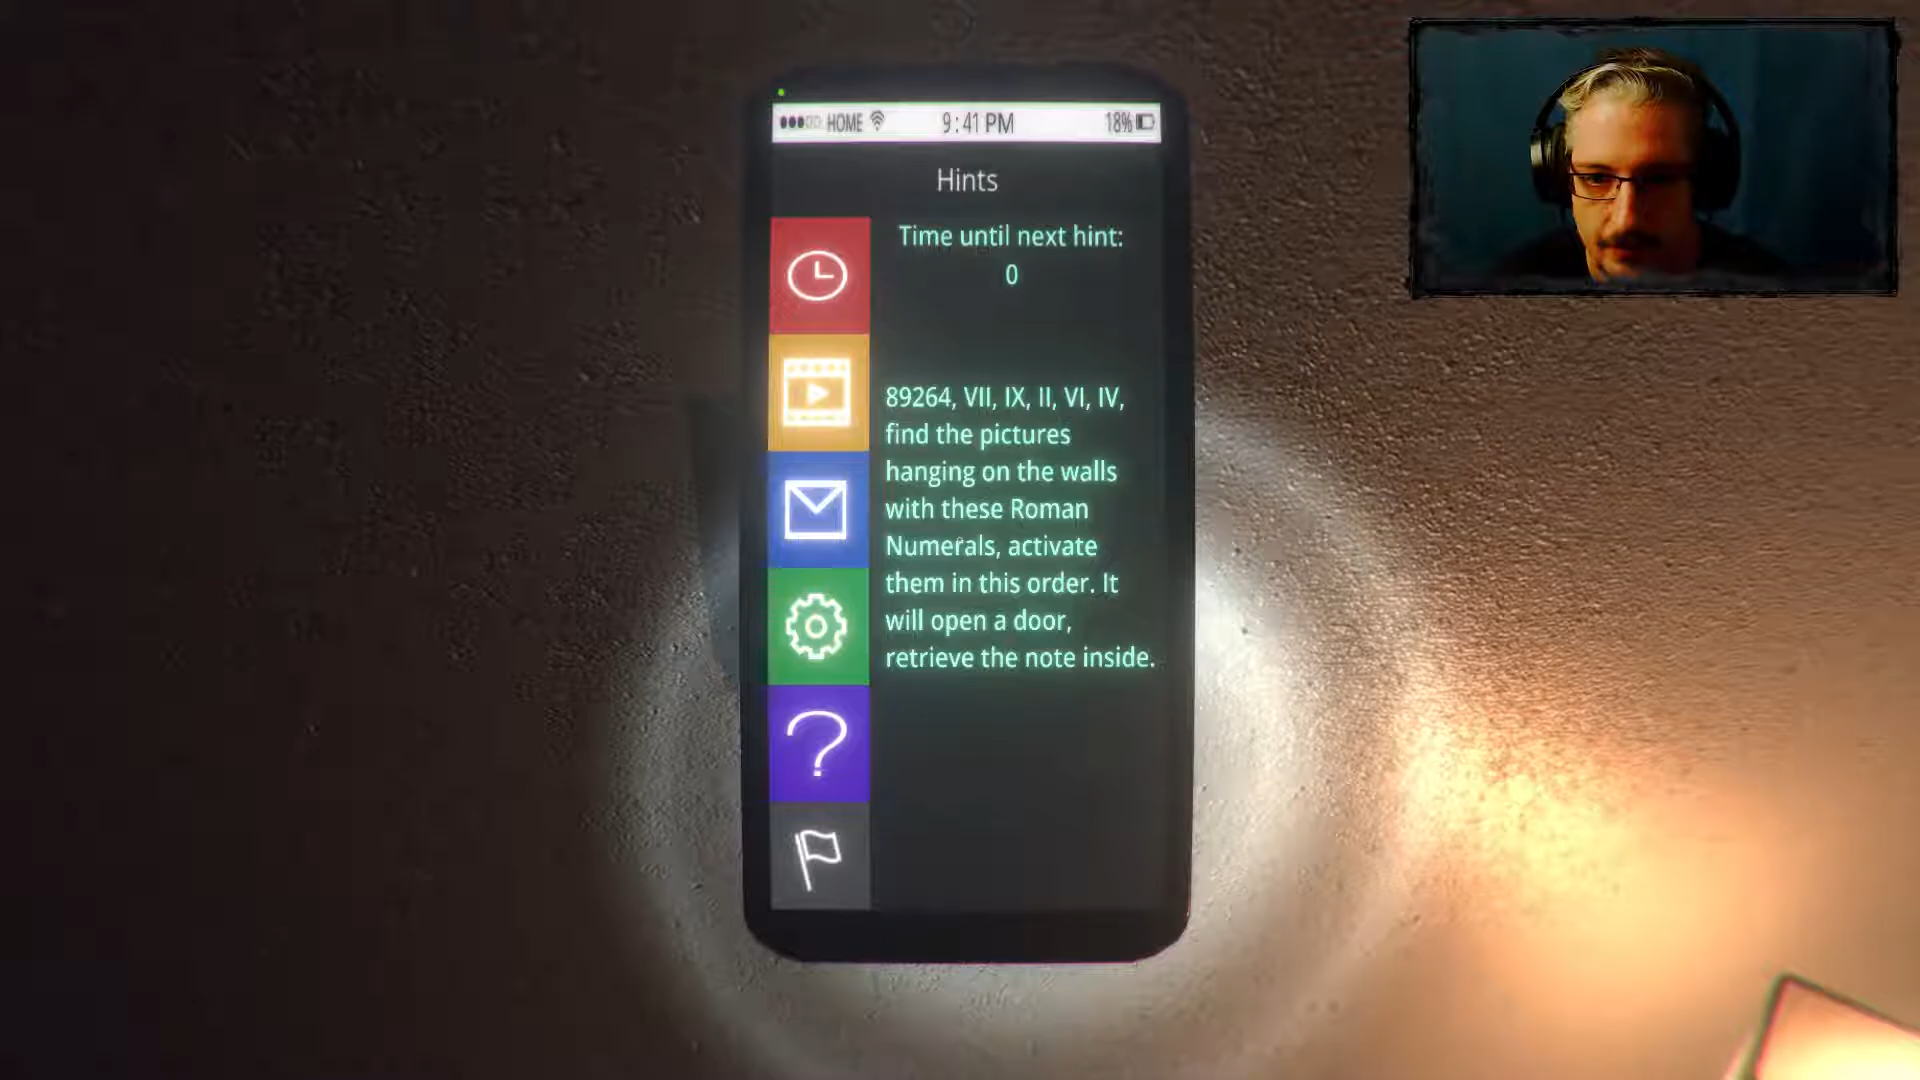 HOME 9:41 PM 18%
Hints
Time until next hint:
0
89264, VII, IX, II, VI, IV,
find the pictures
hanging on the walls
with these Roman
Numerals, activate
them in this order. It
will open a door,
retrieve the note inside.